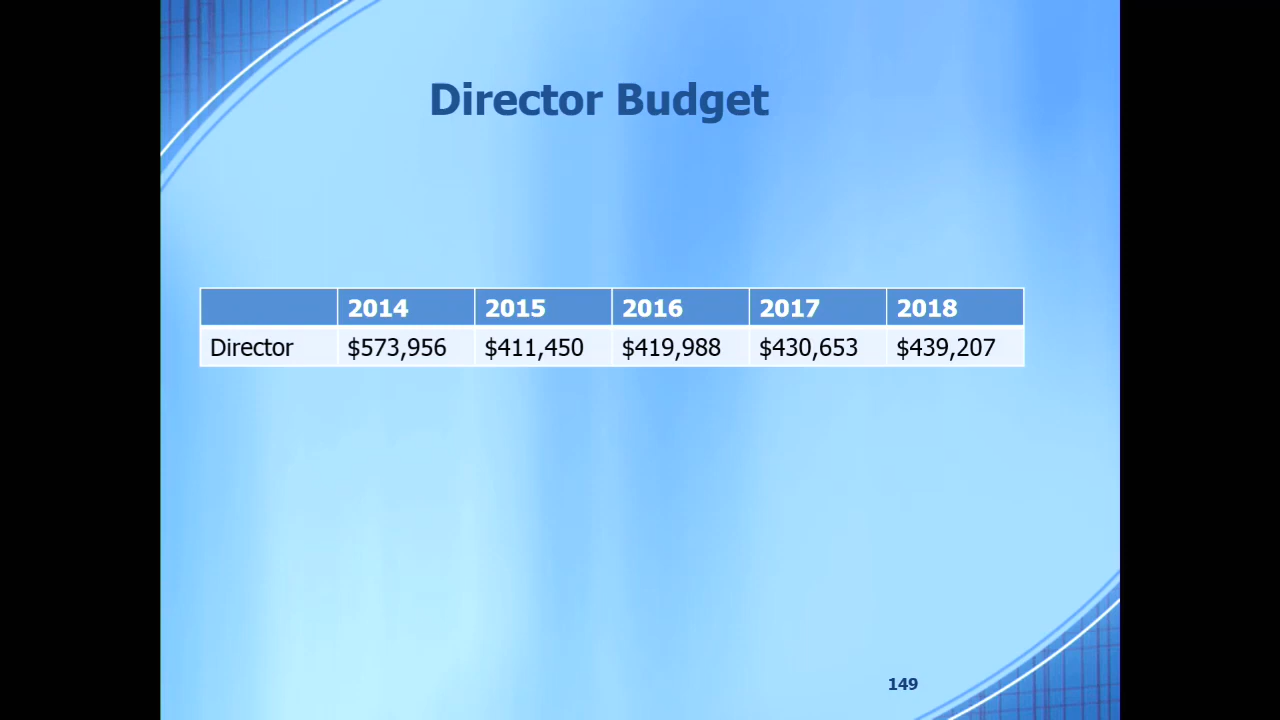 Director Budget
2014 2015 2016 2017 2018
Director $573,956 $411,450 $419,988 $430,653 $439,207
149